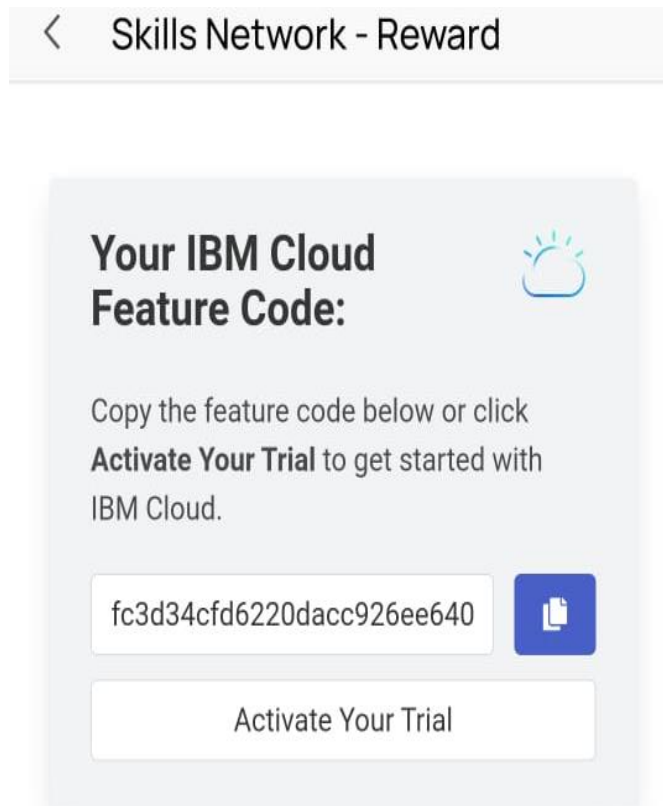 Skills Network - Reward
Your IBM Cloud
Feature Code:
Copy the feature code below or click
Activate Your Trial to get started with
IBM Cloud.
fc3d34cfd6220dacc926ee640
Activate Your Trial